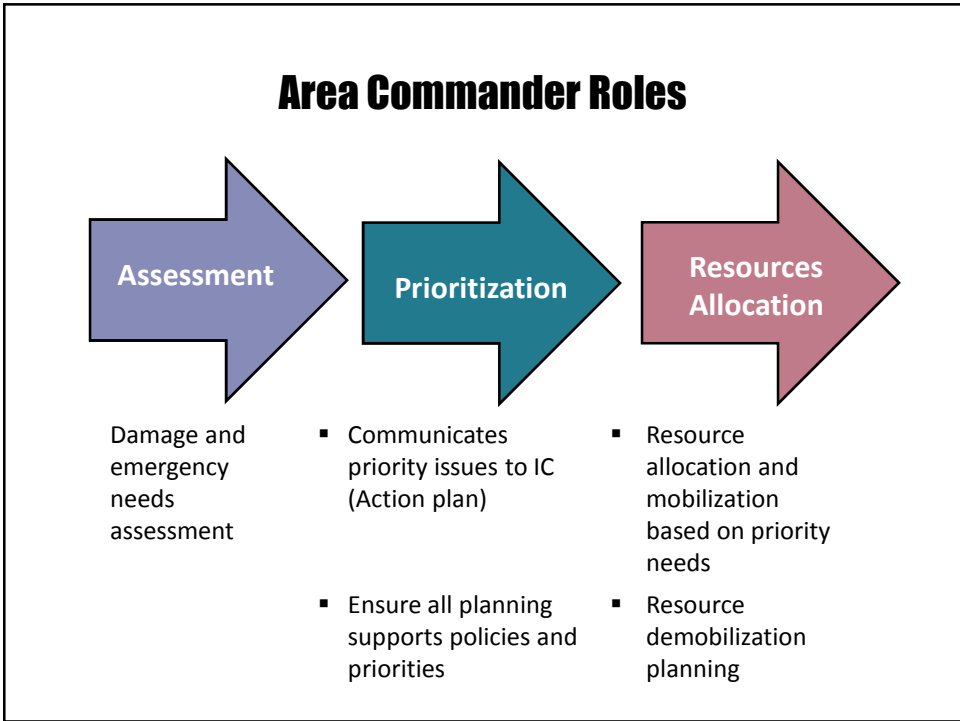 Area Commander Roles
Assessment
Prioritization
Resources
Allocation
Damage and
emergency
needs
assessment
▪ Communicates
priority issues to IC
(Action plan)
▪ Ensure all planning
supports policies and
priorities
▪ Resource
allocation and
mobilization
based on priority
needs
▪ Resource
demobilization
planning